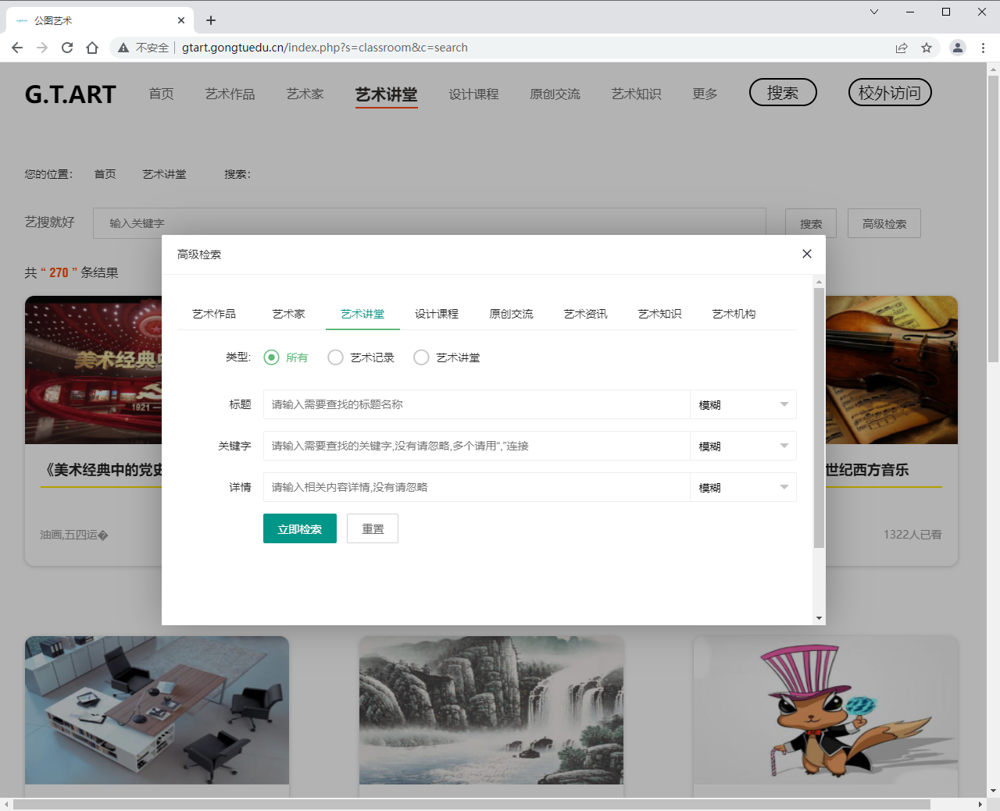 公图艺术
不安全 gtart.gongtuedu.cn/index.php?s=classroom&c=search
G.T.ART 首页 艺术作品 艺术家 艺术讲堂 设计课程 原创交流 艺术知识 更多 搜索 校外访问
您的位置： 首页 艺术讲堂 搜索：
艺搜就好 输入关键字 搜索 高级检索
高级检索
共 “ 270 ” 条结果
艺术作品 艺术家 艺术讲堂 设计课程 原创交流 艺术资讯 艺术知识 艺术机构
类型: 所有 艺术记录 艺术讲堂
美术经典中
标题 请输入需要查找的标题名称 模糊
1921 —
关键字 请输入需要查找的关键字,没有请忽略,多个请用“,”连接 模糊
《美术经典中的党史 世纪西方音乐
详情 请输入相关内容详情,没有请忽略 模糊
立即检索 重置
油画,五四运� 1322人已看